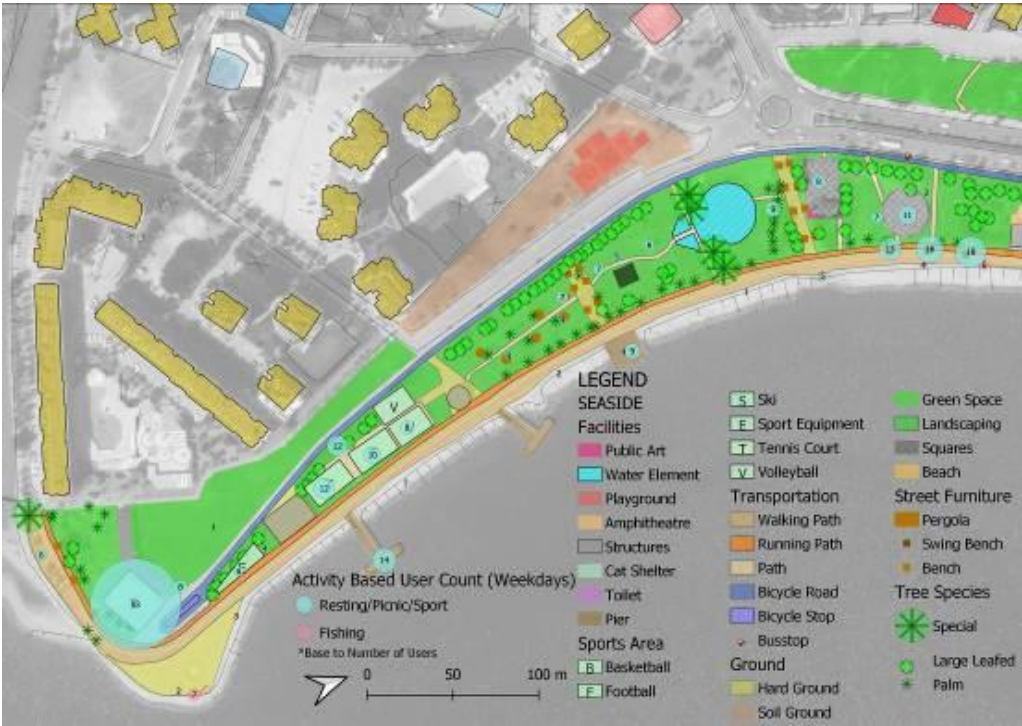 LEGEND
SEASIDE
Facilities
Public Art
Water Element
Playground
Amphitheatre
Structures
Cat Shelter
Toilet
Pier
Sports Area
Basketball
Football
S Ski
E Sport Equipment
T Tennis Court
V Volleyball
Transportation
Walking Path
Running Path
Path
Bicycle Road
Bicycle Stop
Busstop
Ground
Hard Ground
Soil Ground
Green Space
Landscaping
Squares
Beach
Street Furniture
Pergola
Swing Bench
Bench
Tree Species
Special
Large Leafed
Palm
Activity Based User Count (Weekdays)
Resting/Picnic/Sport
Fishing
*Base to Number of Users
0 50 100 m
B
F
V
14